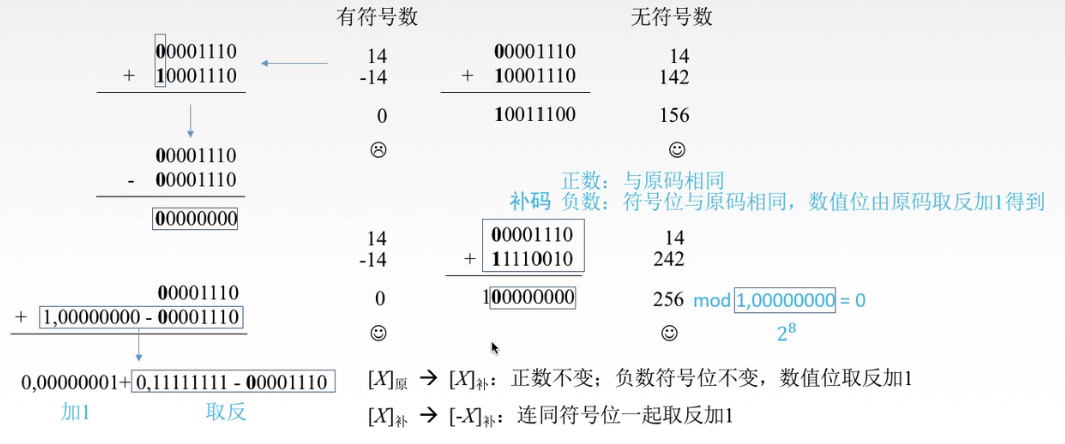 有符号数
无符号数
00001110
+ 10001110
14
-14
0
☹
00001110
+ 10001110
10011100
14
142
156
☺
00001110
- 00001110
00000000
正数：与原码相同
补码 负数：符号位与原码相同，数值位由原码取反加1得到
14
-14
0
☺
00001110
+ 11110010
100000000
14
242
256 mod 1,00000000 = 0
☺
2⁸
00001110
+ 1,00000000 - 00001110
0,00000001+ 0,11111111 - 00001110
加1 取反
[X]原 → [X]补：正数不变；负数符号位不变，数值位取反加1
[X]补 → [-X]补：连同符号位一起取反加1